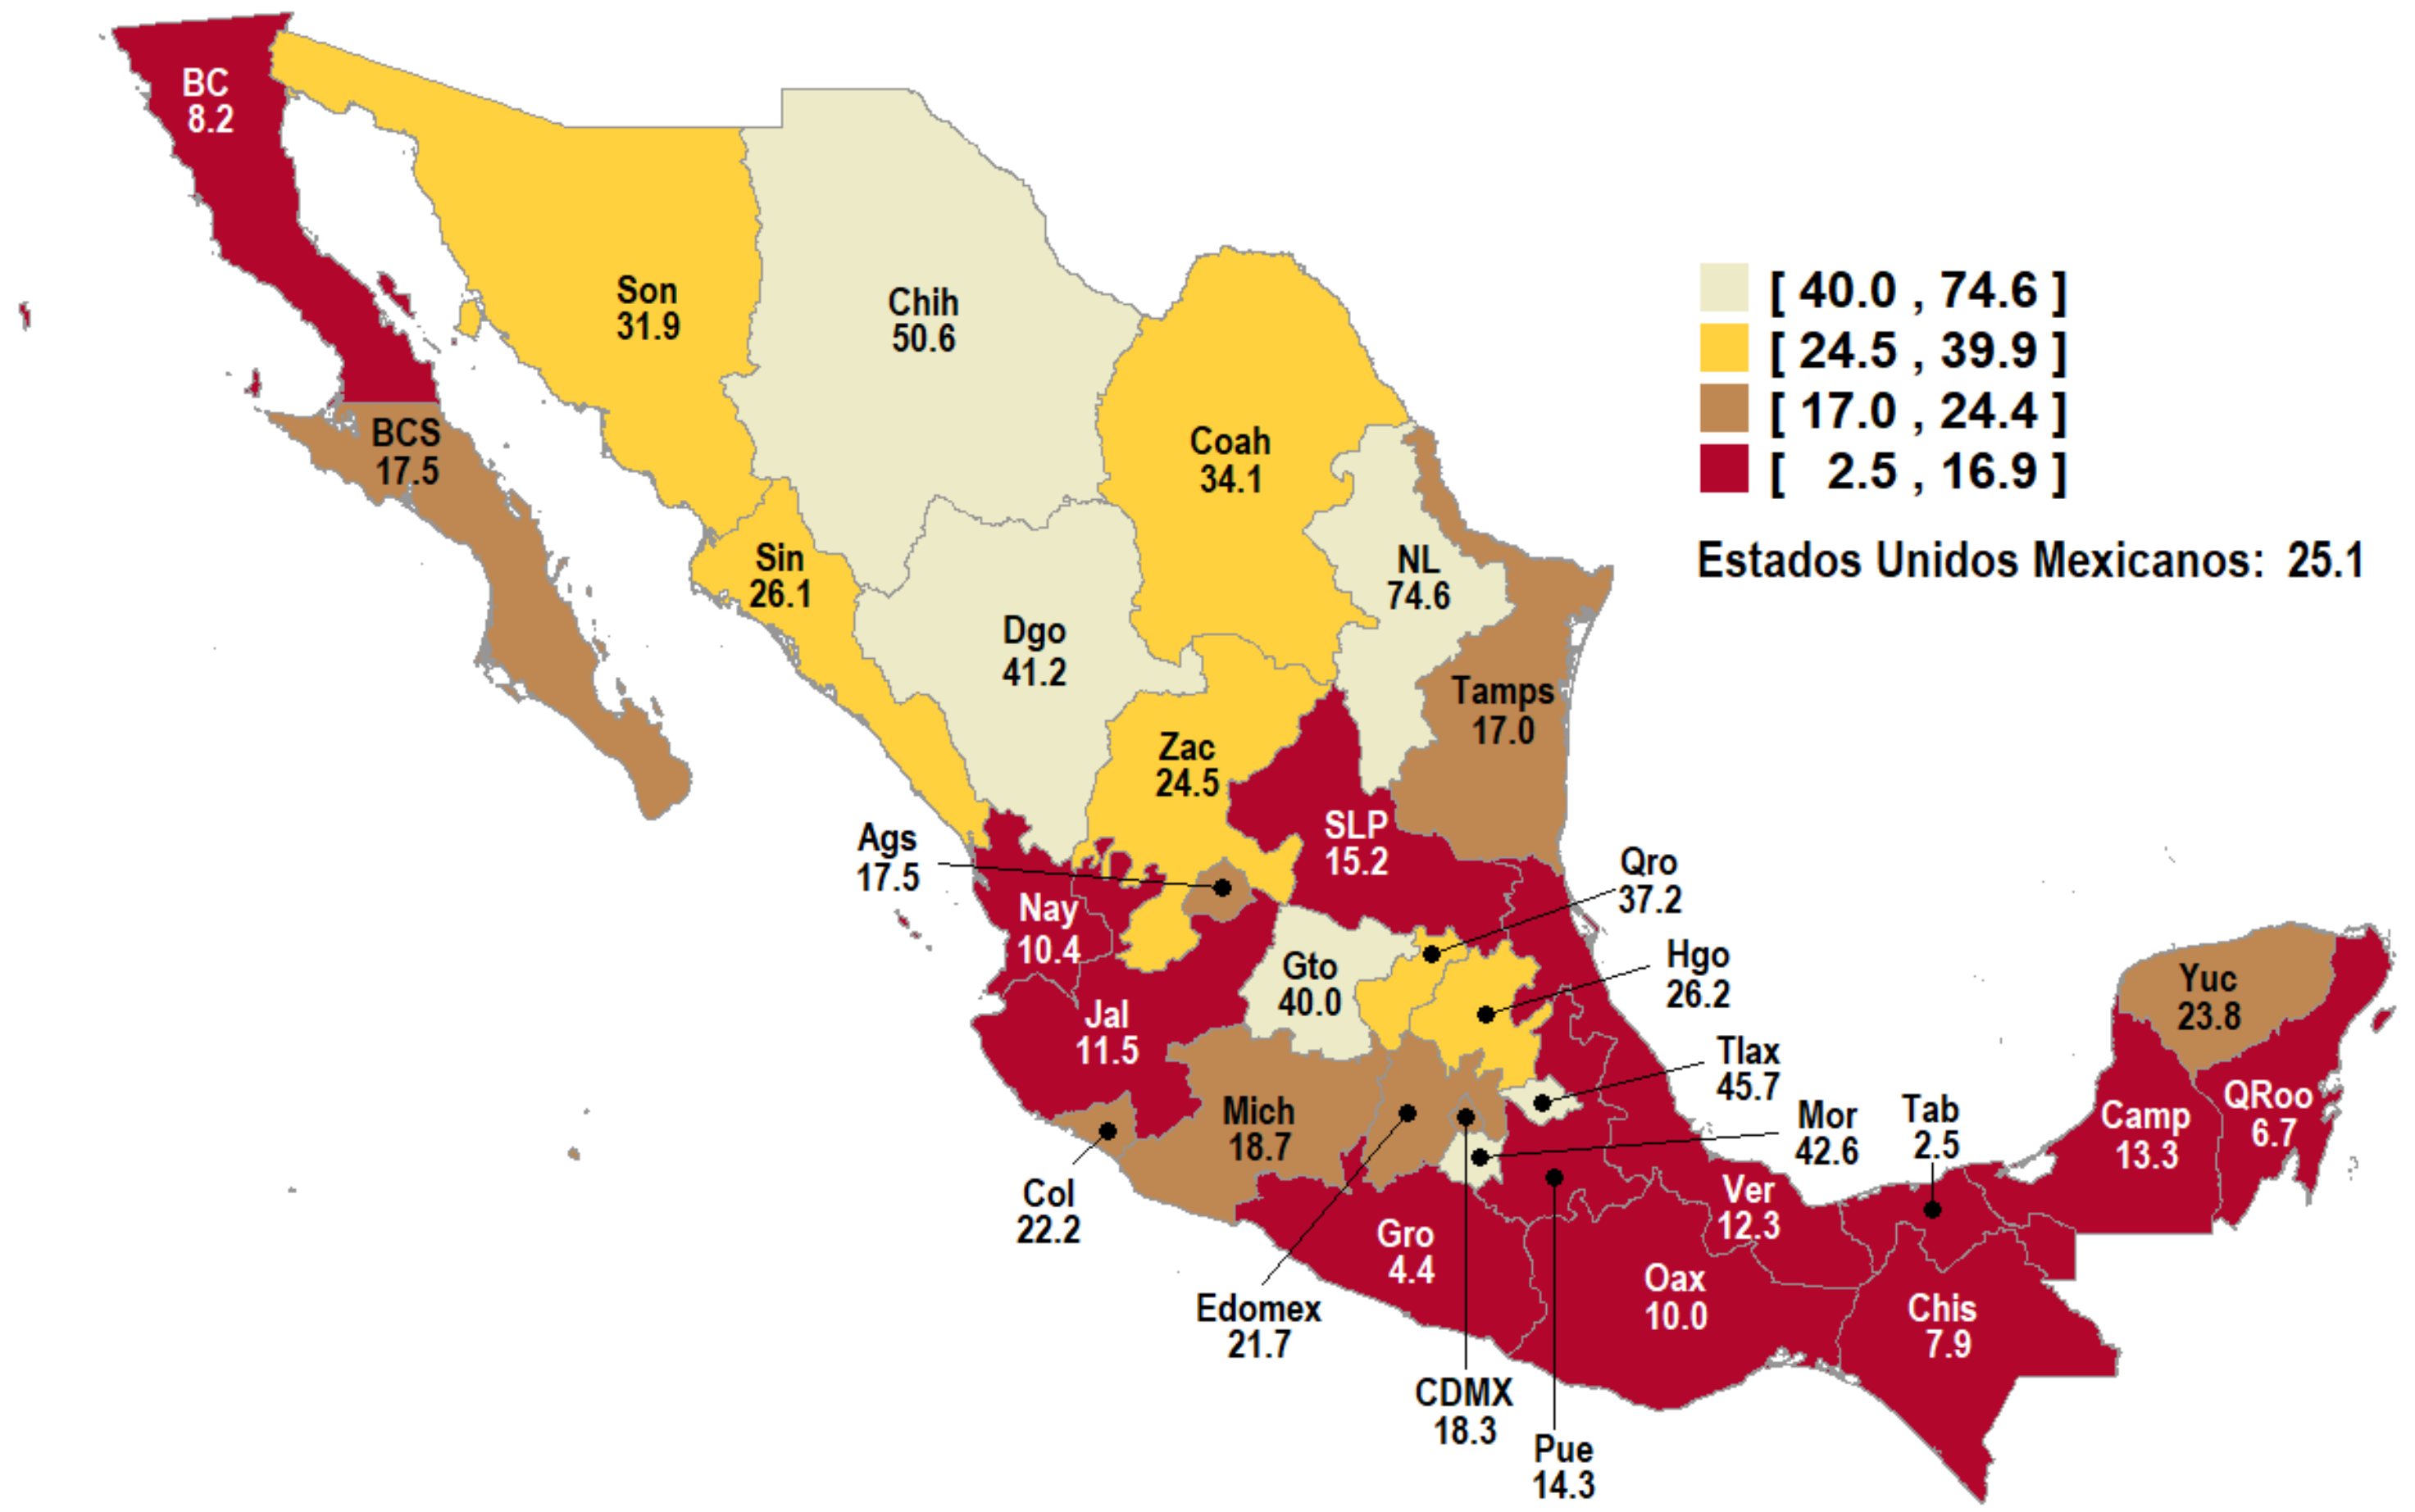 BC
8.2
BCS
17.5
Son
31.9
Chih
50.6
Coah
34.1
Sin
26.1
Dgo
41.2
NL
74.6
Tamps
17.0
Zac
24.5
SLP
15.2
Ags
17.5
Nay
10.4
Jal
11.5
Gto
40.0
Qro
37.2
Hgo
26.2
Tlax
45.7
Mor
42.6
Tab
2.5
Mich
18.7
Col
22.2
Gro
4.4
Edomex
21.7
CDMX
18.3
Pue
14.3
Oax
10.0
Ver
12.3
Chis
7.9
Camp
13.3
QRoo
6.7
Yuc
23.8
[ 40.0 , 74.6 ]
[ 24.5 , 39.9 ]
[ 17.0 , 24.4 ]
[ 2.5 , 16.9 ]
Estados Unidos Mexicanos: 25.1